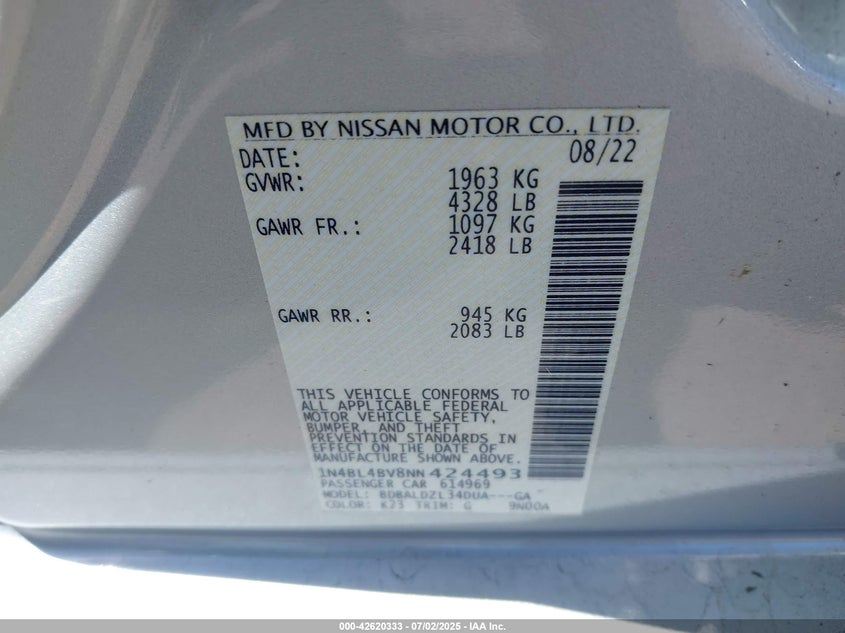 MFD BY NISSAN MOTOR CO., LTD.
DATE: 08/22
GVWR: 1963 KG
4328 LB
GAWR FR.: 1097 KG
2418 LB
GAWR RR.: 945 KG
2083 LB
THIS VEHICLE CONFORMS TO
ALL APPLICABLE FEDERAL
MOTOR VEHICLE SAFETY,
BUMPER, AND THEFT
PREVENTION STANDARDS IN
EFFECT ON THE DATE OF
MANUFACTURE SHOWN ABOVE.
1N4BL4BV8NN424493
PASSENGER CAR 614969
MODEL: BDBALDZL34DUA---GA
COLOR: K23 TRIM: G 9N00A
000-42620333 - 07/02/2025 - IAA Inc.